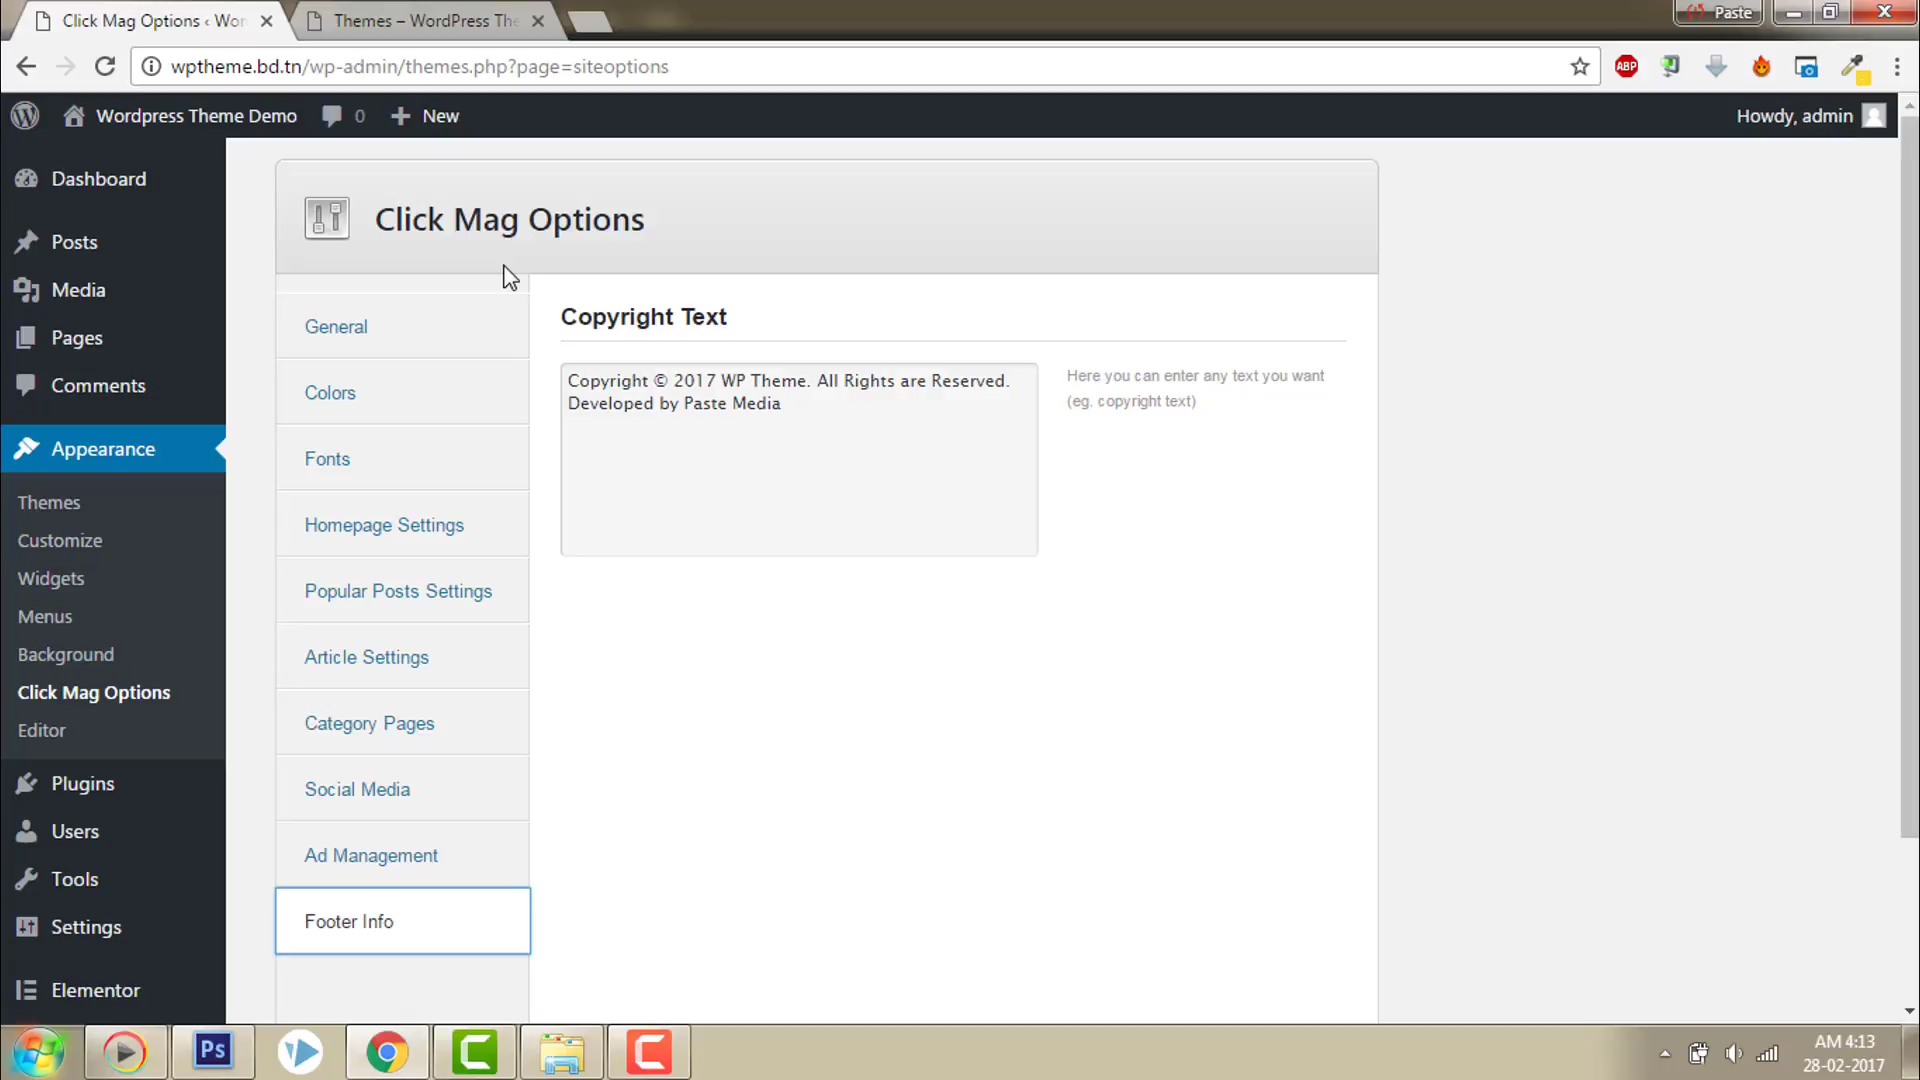 Click Mag Options ‹ Wor
Themes – WordPress The
Paste
wptheme.bd.tn/wp-admin/themes.php?page=siteoptions
ABP
Wordpress Theme Demo
0
New
Howdy, admin
Dashboard
Posts
Media
Pages
Comments
Appearance
Themes
Customize
Widgets
Menus
Background
Click Mag Options
Editor
Plugins
Users
Tools
Settings
Elementor
Click Mag Options
General
Colors
Fonts
Homepage Settings
Popular Posts Settings
Article Settings
Category Pages
Social Media
Ad Management
Footer Info
Copyright Text
Copyright © 2017 WP Theme. All Rights are Reserved.
Developed by Paste Media
Here you can enter any text you want
(eg. copyright text)
Ps
AM 4:13
28-02-2017